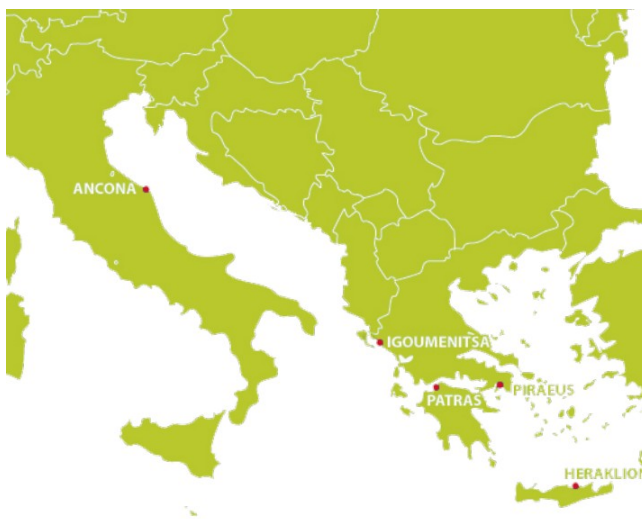 ANCONA
IGOUMENITSA
PIRAEUS
PATRAS
HERAKLION